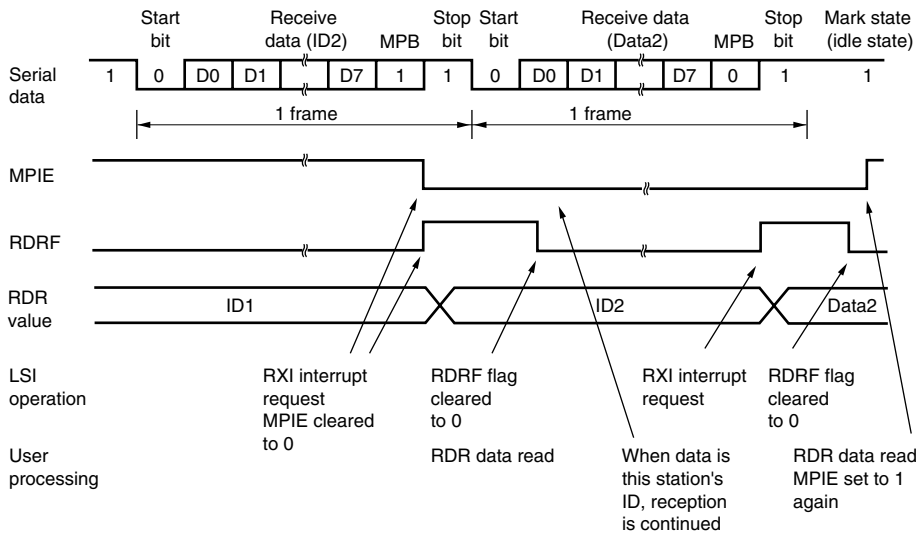 Start bit
Receive data (ID2)
MPB
Stop bit
Start bit
Receive data (Data2)
MPB
Stop bit
Mark state (idle state)
Serial data
1 0 D0 D1 D7 1 1 0 D0 D1 D7 0 1 1
1 frame 1 frame
MPIE
RDRF
RDR value
ID1 ID2 Data2
LSI operation
RXI interrupt request MPIE cleared to 0
RDRF flag cleared to 0
RXI interrupt request
RDRF flag cleared to 0
User processing
RDR data read
When data is this station's ID, reception is continued
RDR data read MPIE set to 1 again